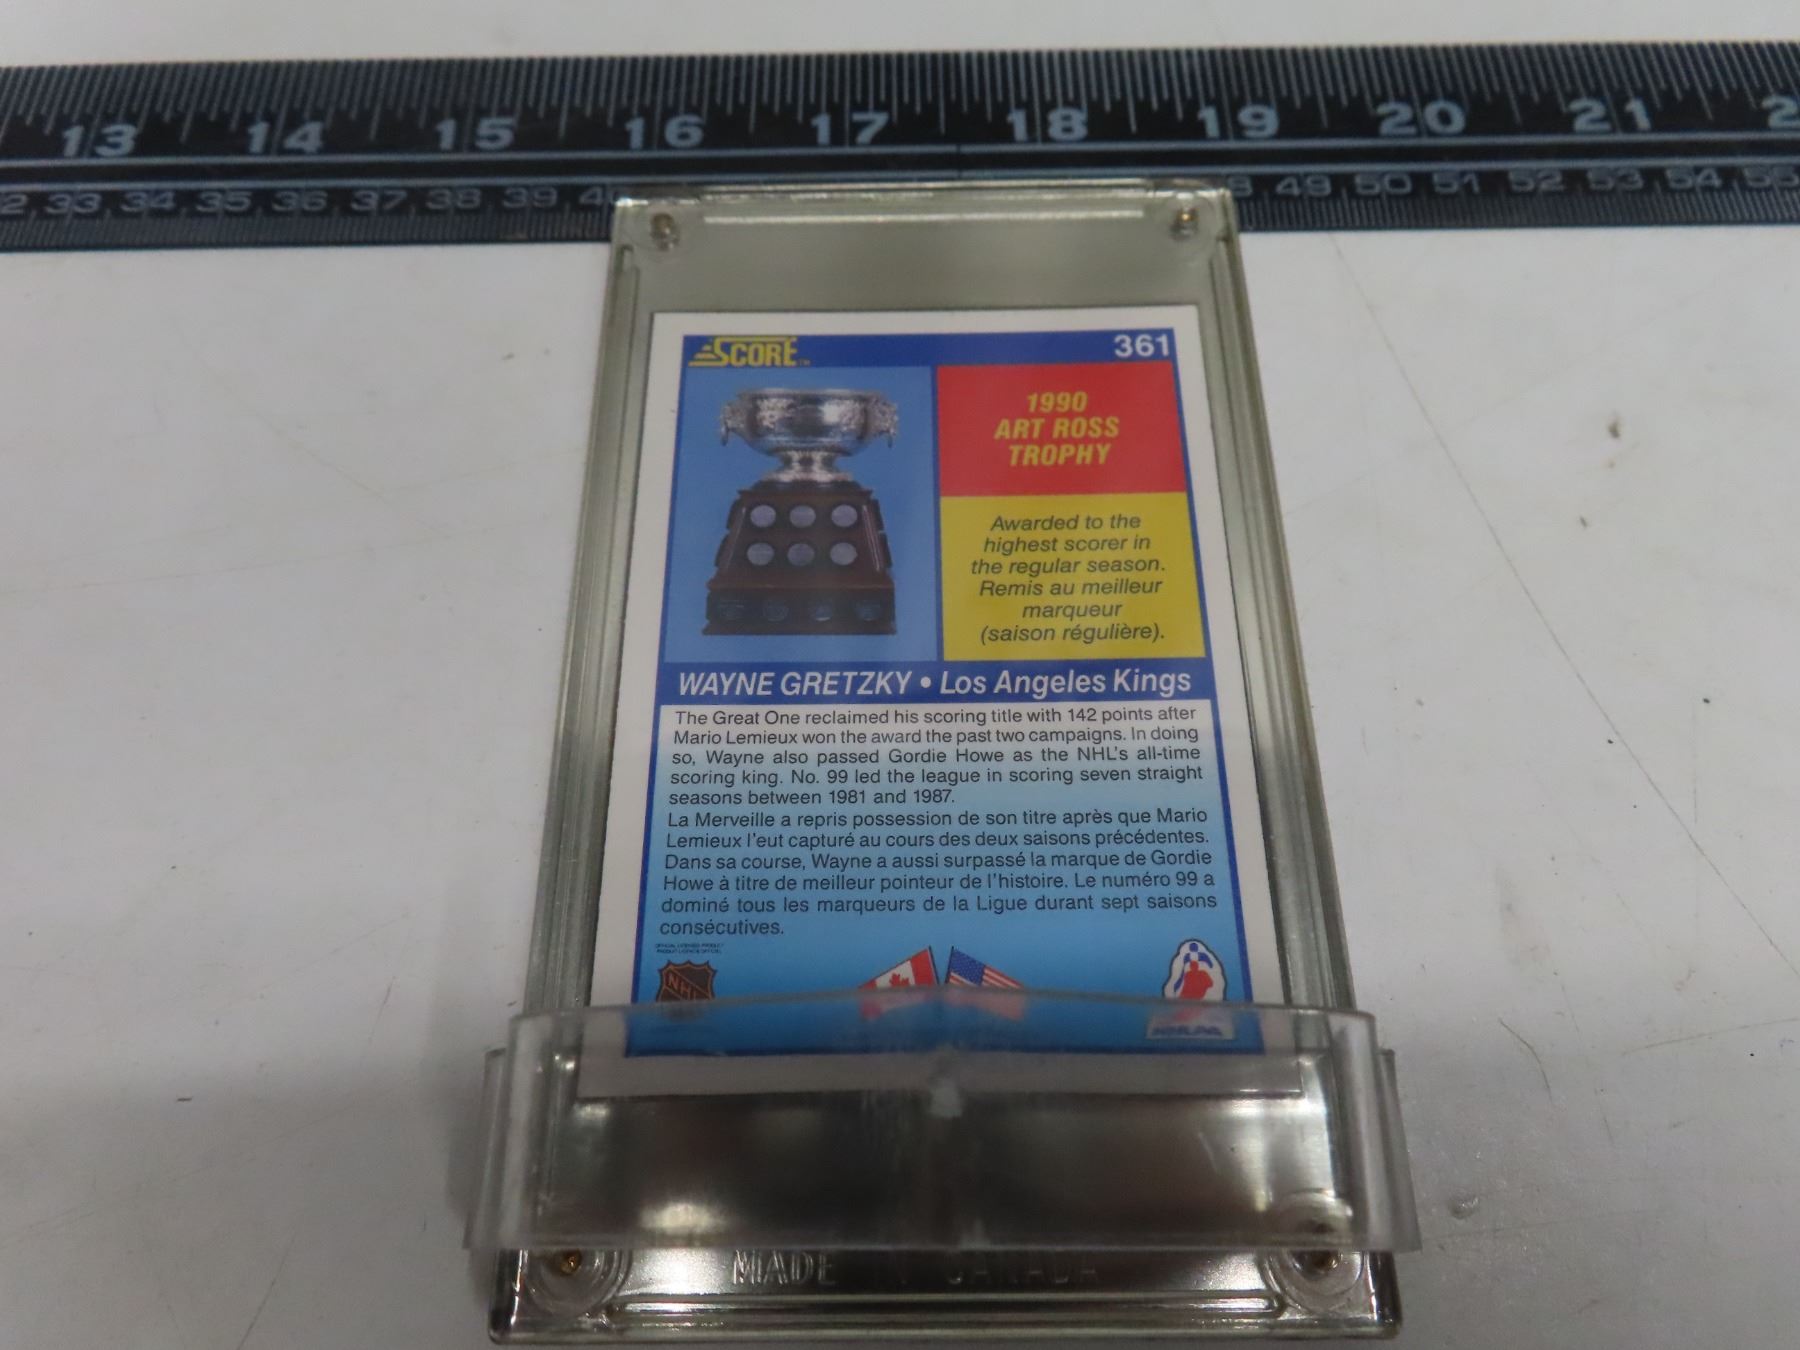 13 14 15 16 17 18 19 20 21
33 34 35 36 37 38 39 49 50 51 52 53 54
SCORE™ 361
1990
ART ROSS
TROPHY
Awarded to the
highest scorer in
the regular season.
Remis au meilleur
marqueur
(saison régulière).
WAYNE GRETZKY • Los Angeles Kings
The Great One reclaimed his scoring title with 142 points after
Mario Lemieux won the award the past two campaigns. In doing
so, Wayne also passed Gordie Howe as the NHL's all-time
scoring king. No. 99 led the league in scoring seven straight
seasons between 1981 and 1987.
La Merveille a repris possession de son titre après que Mario
Lemieux l'eut capturé au cours des deux saisons précédentes.
Dans sa course, Wayne a aussi surpassé la marque de Gordie
Howe à titre de meilleur pointeur de l'histoire. Le numéro 99 a
dominé tous les marqueurs de la Ligue durant sept saisons
consécutives.
OFFICIAL LICENSED PRODUCT
NHL
NHLPA
MADE IN CANADA